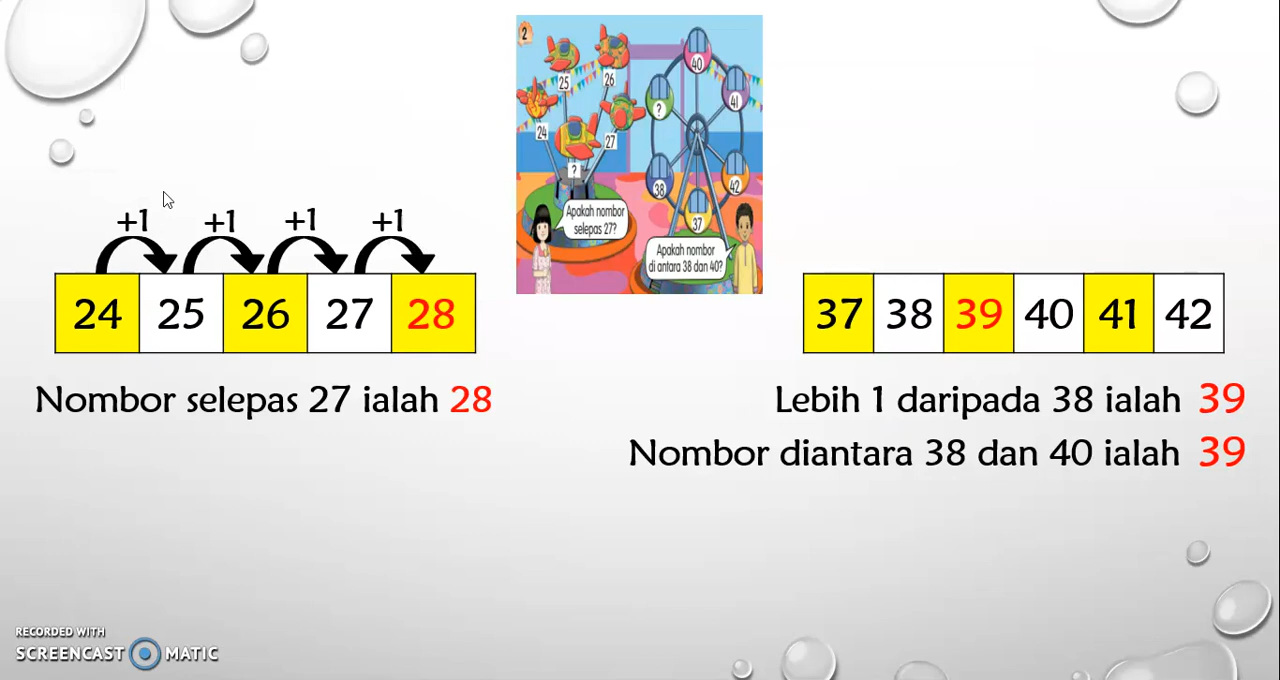 2
25
26
24
27
?
Apakah nombor
selepas 27?
40
?
41
38
42
37
Apakah nombor
di antara 38 dan 40?
+1 +1 +1 +1
24 25 26 27 28
Nombor selepas 27 ialah 28
37 38 39 40 41 42
Lebih 1 daripada 38 ialah 39
Nombor diantara 38 dan 40 ialah 39
RECORDED WITH
SCREENCAST MATIC